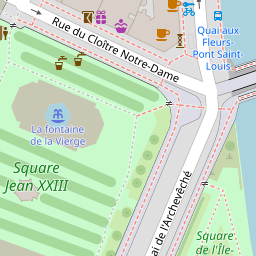 Rue du Cloître Notre-Dame
Quai aux
Fleurs-
Pont Saint-
Louis
La fontaine
de la Vierge
Square
Jean XXIII
ai de l'Archevêché
Square
de l'Île-